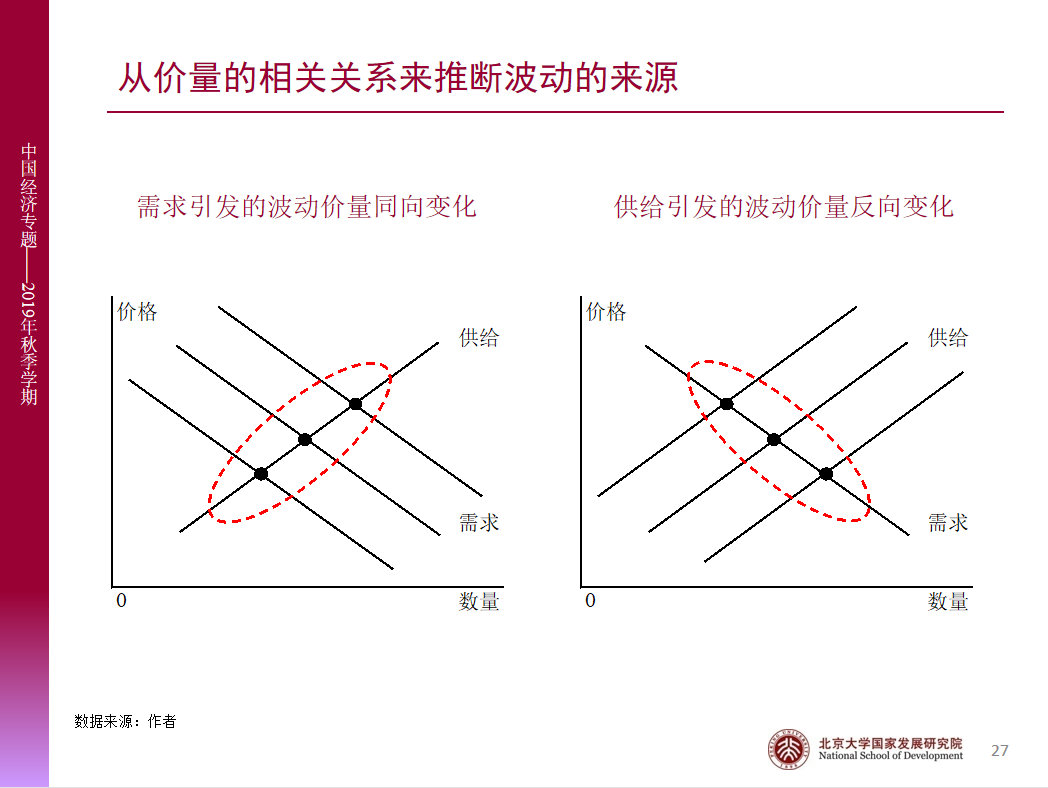 从价量的相关关系来推断波动的来源
中国经济专题——2019年秋季学期
需求引发的波动价量同向变化
供给引发的波动价量反向变化
价格
供给
需求
0
数量
价格
供给
需求
0
数量
数据来源：作者
北京大学国家发展研究院
National School of Development
27